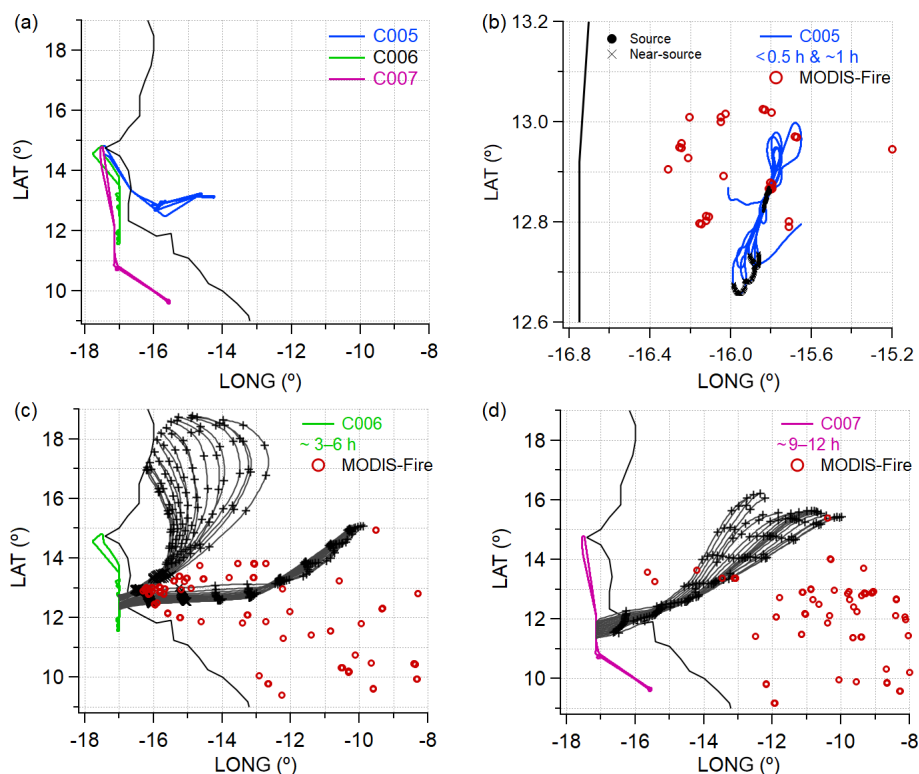 (a)
C005
C006
C007
LAT (º)
18
16
14
12
10
-18
-16
-14
-12
-10
-8
LONG (º)
(b)
Source
Near-source
C005
<0.5 h & ~1 h
MODIS-Fire
LAT (º)
13.2
13.0
12.8
12.6
-16.8
-16.4
-16.0
-15.6
-15.2
LONG (º)
(c)
C006
~ 3–6 h
MODIS-Fire
LAT (º)
18
16
14
12
10
-18
-16
-14
-12
-10
-8
LONG (º)
(d)
C007
~9–12 h
MODIS-Fire
LAT (º)
18
16
14
12
10
-18
-16
-14
-12
-10
-8
LONG (º)